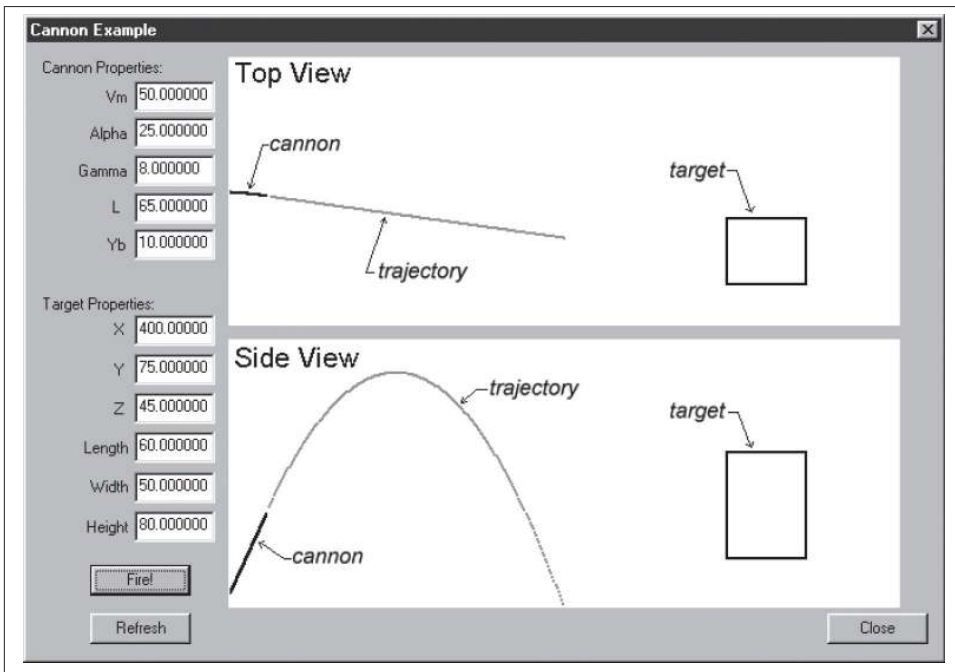 Cannon Example
Cannon Properties:
Vm 50.000000
Alpha 25.000000
Gamma 8.000000
L 65.000000
Yb 10.000000
Target Properties:
X 400.00000
Y 75.000000
Z 45.000000
Length 60.000000
Width 50.000000
Height 80.000000
Fire!
Refresh
Top View
cannon
target
trajectory
Side View
trajectory
target
cannon
Close